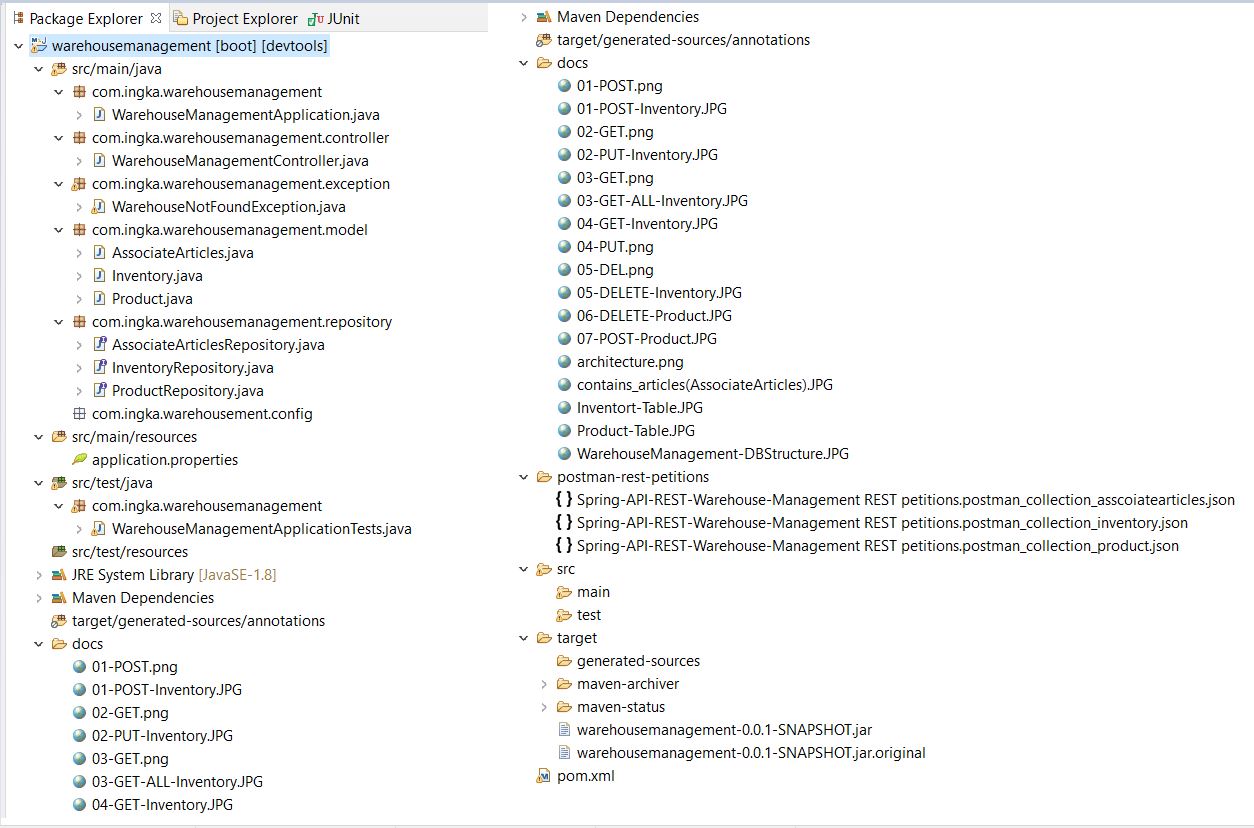 Package Explorer Project Explorer JUnit
warehousemanagement [boot] [devtools]
src/main/java
com.ingka.warehousemanagement
WarehouseManagementApplication.java
com.ingka.warehousemanagement.controller
WarehouseManagementController.java
com.ingka.warehousemanagement.exception
WarehouseNotFoundException.java
com.ingka.warehousemanagement.model
AssociateArticles.java
Inventory.java
Product.java
com.ingka.warehousemanagement.repository
AssociateArticlesRepository.java
InventoryRepository.java
ProductRepository.java
com.ingka.warehousement.config
src/main/resources
application.properties
src/test/java
com.ingka.warehousemanagement
WarehouseManagementApplicationTests.java
src/test/resources
JRE System Library [JavaSE-1.8]
Maven Dependencies
target/generated-sources/annotations
docs
01-POST.png
01-POST-Inventory.JPG
02-GET.png
02-PUT-Inventory.JPG
03-GET.png
03-GET-ALL-Inventory.JPG
04-GET-Inventory.JPG
Maven Dependencies
target/generated-sources/annotations
docs
01-POST.png
01-POST-Inventory.JPG
02-GET.png
02-PUT-Inventory.JPG
03-GET.png
03-GET-ALL-Inventory.JPG
04-GET-Inventory.JPG
04-PUT.png
05-DEL.png
05-DELETE-Inventory.JPG
06-DELETE-Product.JPG
07-POST-Product.JPG
architecture.png
contains_articles(AssociateArticles).JPG
Inventort-Table.JPG
Product-Table.JPG
WarehouseManagement-DBStructure.JPG
postman-rest-petitions
{ } Spring-API-REST-Warehouse-Management REST petitions.postman_collection_asscoiatearticles.json
{ } Spring-API-REST-Warehouse-Management REST petitions.postman_collection_inventory.json
{ } Spring-API-REST-Warehouse-Management REST petitions.postman_collection_product.json
src
main
test
target
generated-sources
maven-archiver
maven-status
warehousemanagement-0.0.1-SNAPSHOT.jar
warehousemanagement-0.0.1-SNAPSHOT.jar.original
pom.xml